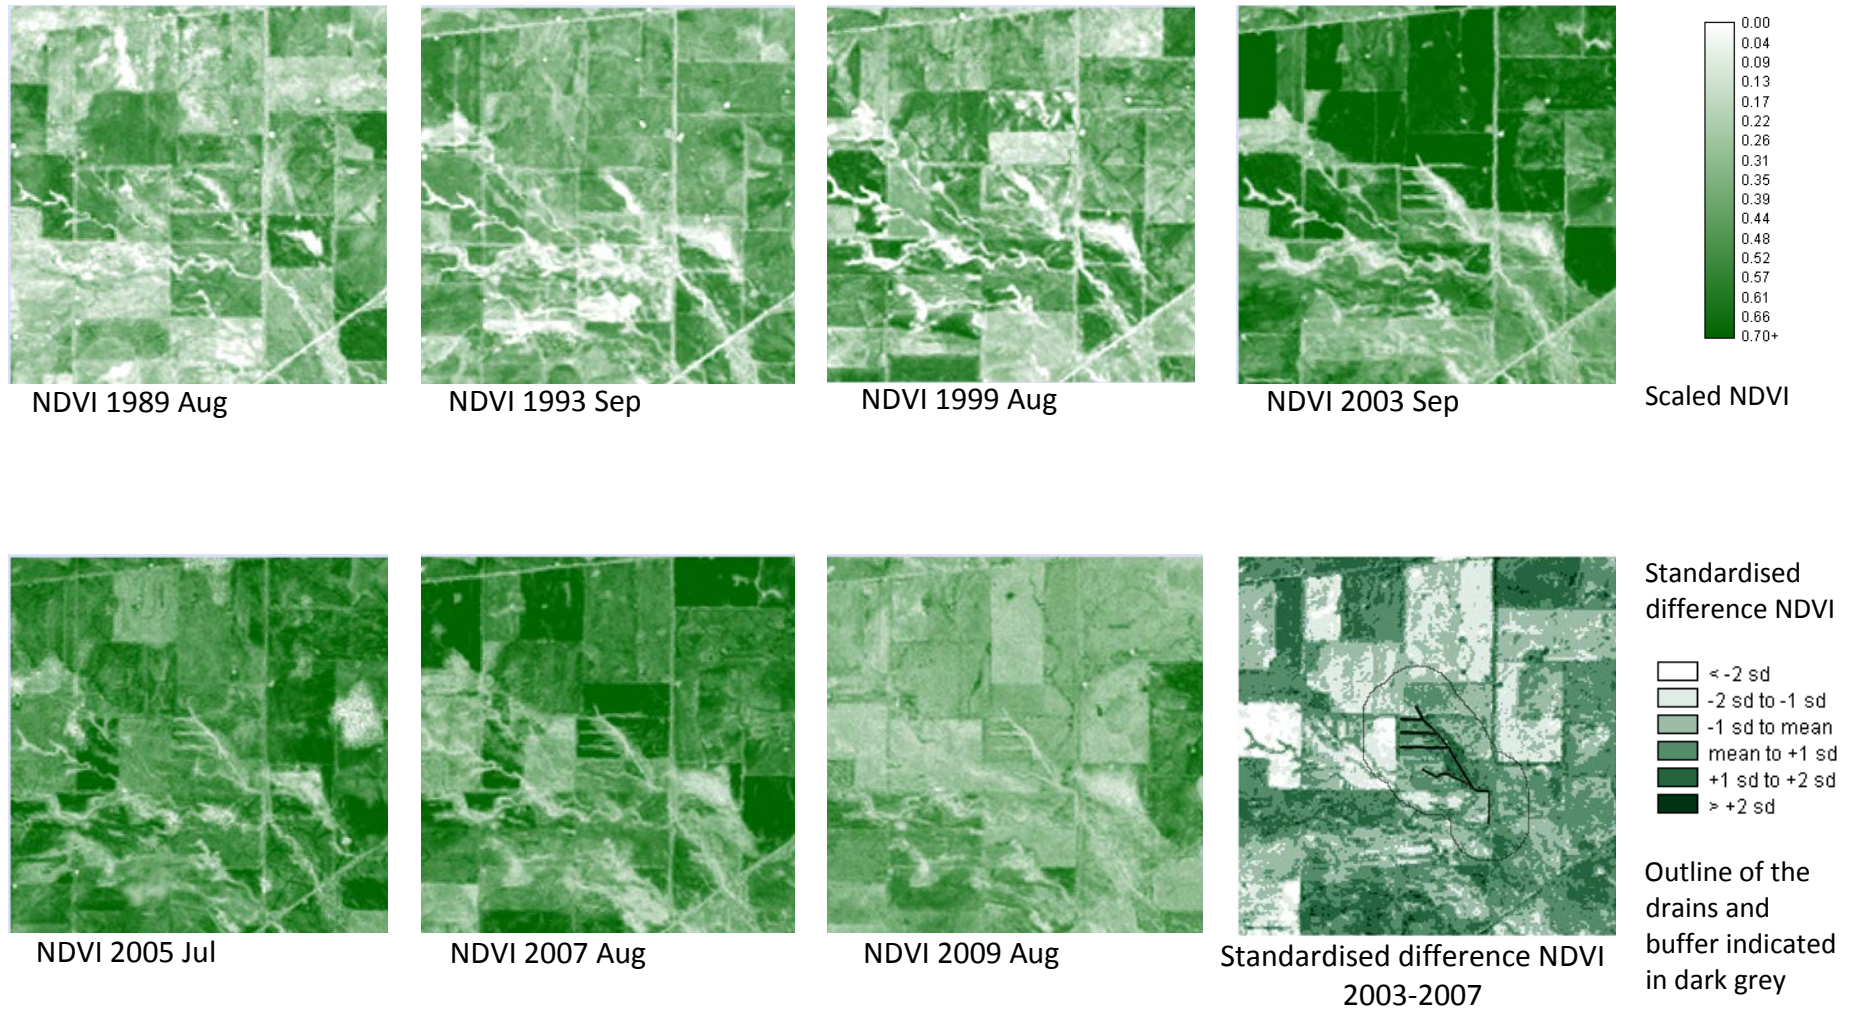 0.00
0.04
0.09
0.13
0.17
0.22
0.26
0.31
0.35
0.39
0.44
0.48
0.52
0.57
0.61
0.66
0.70+
NDVI 1989 Aug
NDVI 1993 Sep
NDVI 1999 Aug
NDVI 2003 Sep
Scaled NDVI
Standardised
difference NDVI
< -2 sd
-2 sd to -1 sd
-1 sd to mean
mean to +1 sd
+1 sd to +2 sd
> +2 sd
Outline of the
drains and
buffer indicated
in dark grey
NDVI 2005 Jul
NDVI 2007 Aug
NDVI 2009 Aug
Standardised difference NDVI
2003-2007